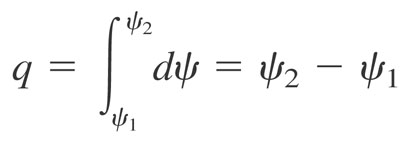 q = ∫_{ψ₁}^{ψ₂} dψ = ψ₂ − ψ₁